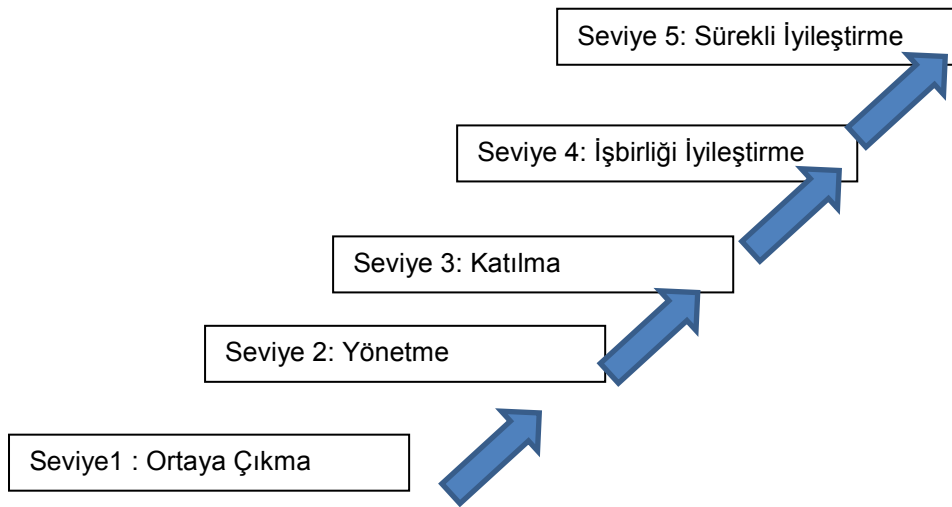 Seviye 5: Sürekli İyileştirme
Seviye 4: İşbirliği İyileştirme
Seviye 3: Katılma
Seviye 2: Yönetme
Seviye1 : Ortaya Çıkma